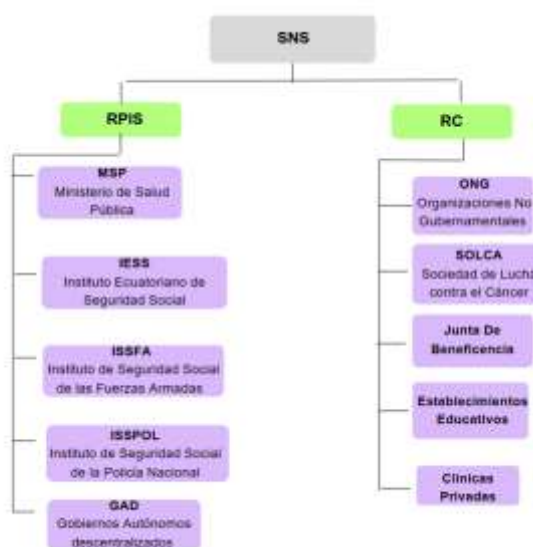 SNS
RPIS
MSP
Ministerio de Salud
Pública
IESS
Instituto Ecuatoriano de
Seguridad Social
ISSFA
Instituto de Seguridad Social
de las Fuerzas Armadas
ISSPOL
Instituto de Seguridad Social
de la Policía Nacional
GAD
Gobiernos Autónomos
descentralizados
RC
ONG
Organizaciones No
Gubernamentales
SOLCA
Sociedad de Lucha
contra el Cáncer
Junta De
Beneficencia
Establecimientos
Educativos
Clínicas
Privadas